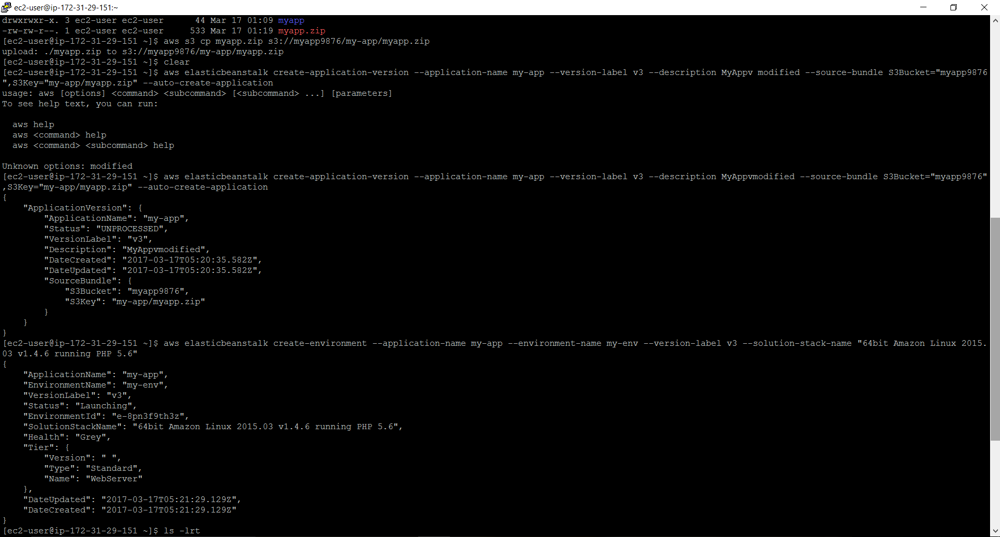 ec2-user@ip-172-31-29-151:~
drwxrwxr-x. 3 ec2-user ec2-user      44 Mar 17 01:09 myapp
-rw-rw-r--. 1 ec2-user ec2-user     533 Mar 17 01:19 myapp.zip
[ec2-user@ip-172-31-29-151 ~]$ aws s3 cp myapp.zip s3://myapp9876/my-app/myapp.zip
upload: ./myapp.zip to s3://myapp9876/my-app/myapp.zip
[ec2-user@ip-172-31-29-151 ~]$ clear
[ec2-user@ip-172-31-29-151 ~]$ aws elasticbeanstalk create-application-version --application-name my-app --version-label v3 --description MyAppv modified --source-bundle S3Bucket="myapp9876
",S3Key="my-app/myapp.zip" --auto-create-application
usage: aws [options] <command> <subcommand> [<subcommand> ...] [parameters]
To see help text, you can run:

  aws help
  aws <command> help
  aws <command> <subcommand> help

Unknown options: modified
[ec2-user@ip-172-31-29-151 ~]$ aws elasticbeanstalk create-application-version --application-name my-app --version-label v3 --description MyAppvmodified --source-bundle S3Bucket="myapp9876"
,S3Key="my-app/myapp.zip" --auto-create-application
{
    "ApplicationVersion": {
        "ApplicationName": "my-app",
        "Status": "UNPROCESSED",
        "VersionLabel": "v3",
        "Description": "MyAppvmodified",
        "DateCreated": "2017-03-17T05:20:35.582Z",
        "DateUpdated": "2017-03-17T05:20:35.582Z",
        "SourceBundle": {
            "S3Bucket": "myapp9876",
            "S3Key": "my-app/myapp.zip"
        }
    }
}
[ec2-user@ip-172-31-29-151 ~]$ aws elasticbeanstalk create-environment --application-name my-app --environment-name my-env --version-label v3 --solution-stack-name "64bit Amazon Linux 2015.
03 v1.4.6 running PHP 5.6"
{
    "ApplicationName": "my-app",
    "EnvironmentName": "my-env",
    "VersionLabel": "v3",
    "Status": "Launching",
    "EnvironmentId": "e-8pn3f9th3z",
    "SolutionStackName": "64bit Amazon Linux 2015.03 v1.4.6 running PHP 5.6",
    "Health": "Grey",
    "Tier": {
        "Version": " ",
        "Type": "Standard",
        "Name": "WebServer"
    },
    "DateUpdated": "2017-03-17T05:21:29.129Z",
    "DateCreated": "2017-03-17T05:21:29.129Z"
}
[ec2-user@ip-172-31-29-151 ~]$ ls -lrt